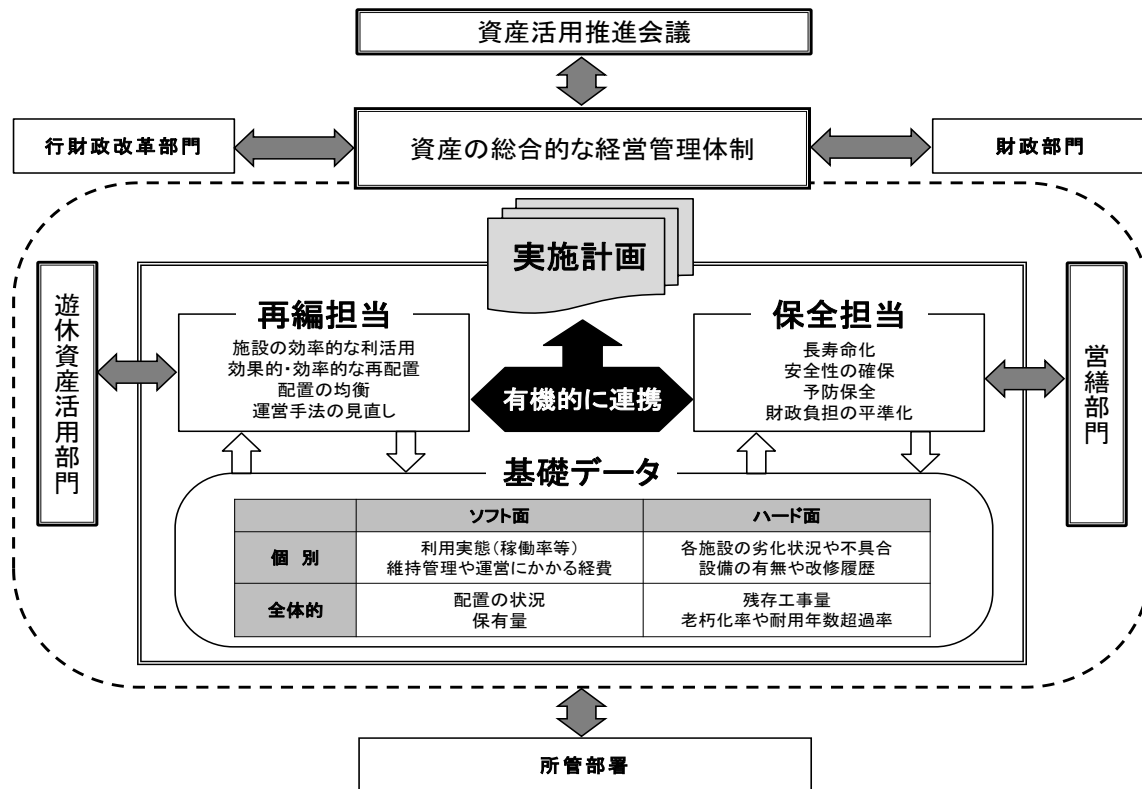 資産活用推進会議
行財政改革部門
資産の総合的な経営管理体制
財政部門
実施計画
遊休資産活用部門
再編担当
施設の効率的な利活用
効果的・効率的な再配置
配置の均衡
運営手法の見直し
有機的に連携
保全担当
長寿命化
安全性の確保
予防保全
財政負担の平準化
営繕部門
基礎データ
ソフト面
ハード面
個 別
利用実態(稼働率等)
維持管理や運営にかかる経費
各施設の劣化状況や不具合
設備の有無や改修履歴
全体的
配置の状況
保有量
残存工事量
老朽化率や耐用年数超過率
所管部署